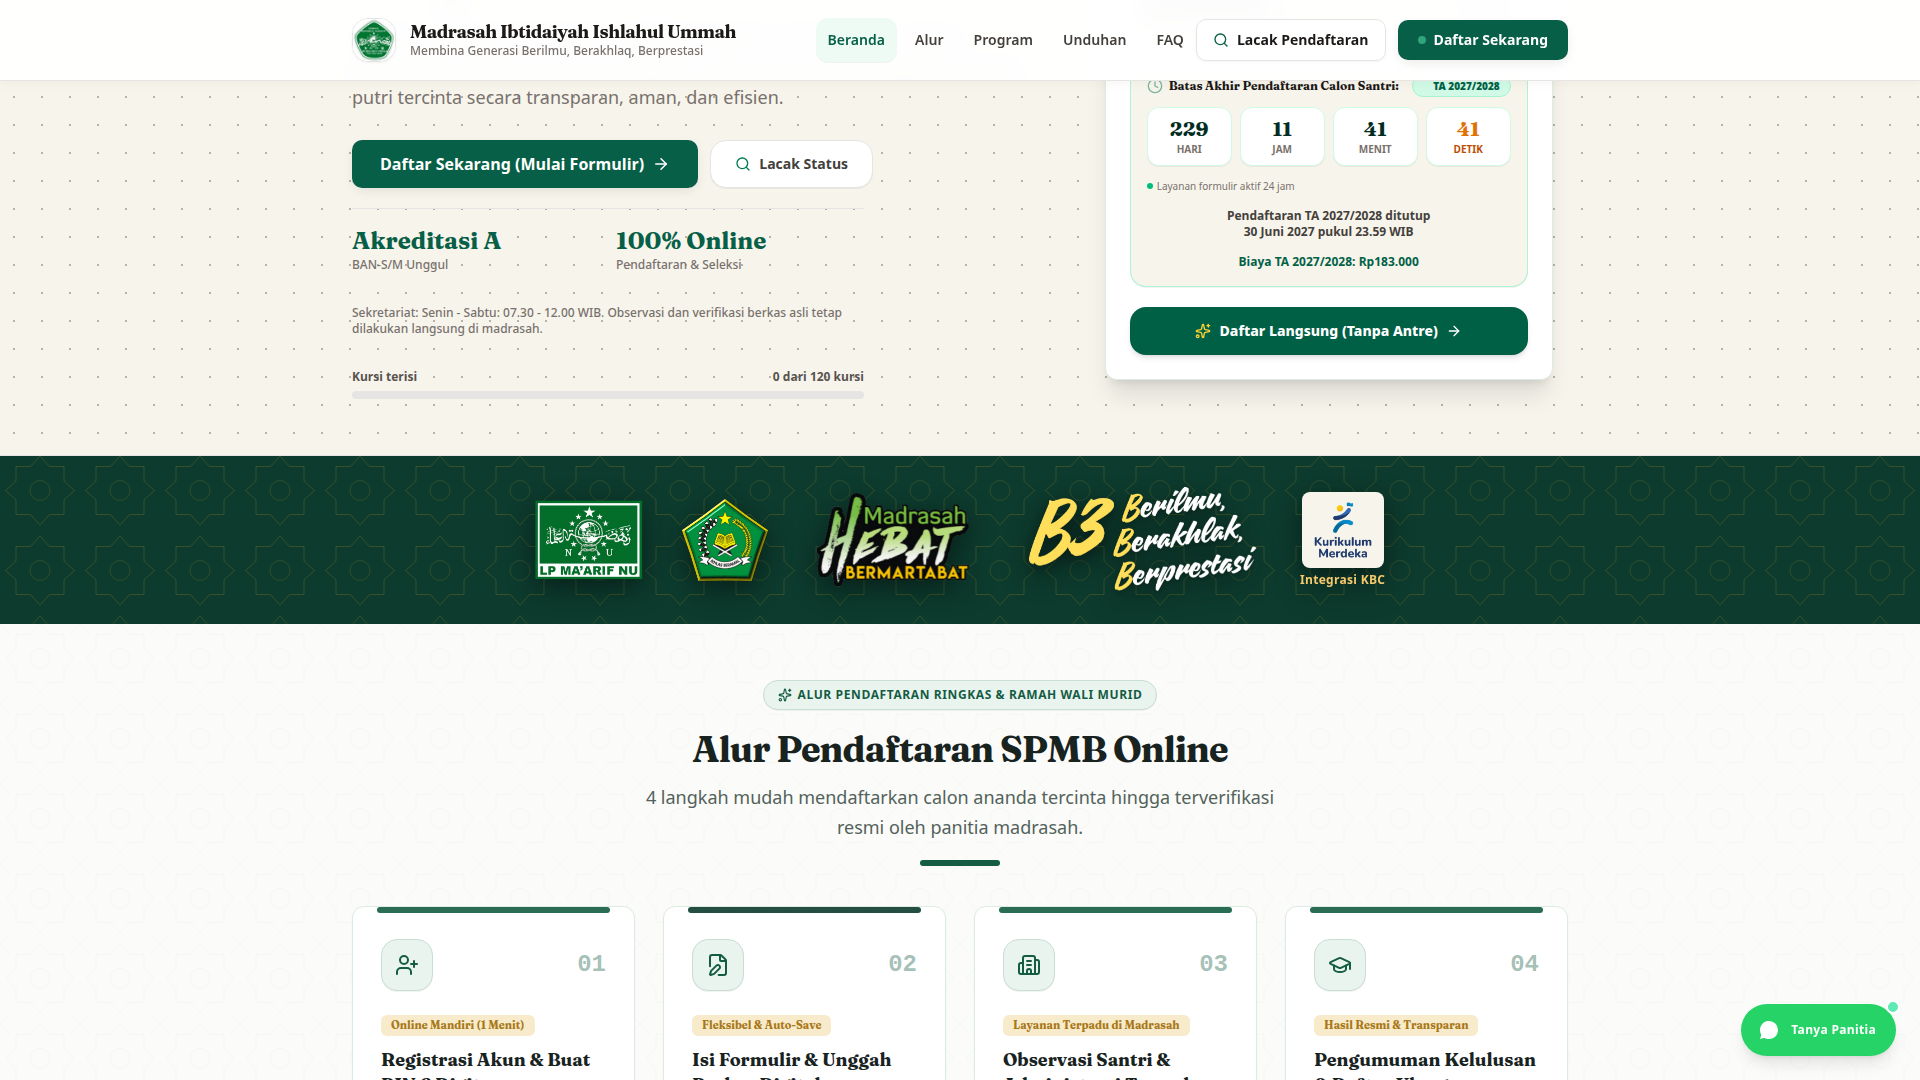 Madrasah Ibtidaiyah Ishlahul Ummah
Membina Generasi Berilmu, Berakhlaq, Berprestasi
Beranda
Alur
Program
Unduhan
FAQ
Lacak Pendaftaran
Daftar Sekarang
putri tercinta secara transparan, aman, dan efisien.
Daftar Sekarang (Mulai Formulir)
Lacak Status
Akreditasi A
BAN-S/M Unggul
100% Online
Pendaftaran & Seleksi
Sekretariat: Senin - Sabtu: 07.30 - 12.00 WIB. Observasi dan verifikasi berkas asli tetap
dilakukan langsung di madrasah.
Kursi terisi
0 dari 120 kursi
Batas Akhir Pendaftaran Calon Santri:
TA 2027/2028
229
HARI
11
JAM
41
MENIT
41
DETIK
Layanan formulir aktif 24 jam
Pendaftaran TA 2027/2028 ditutup
30 Juni 2027 pukul 23.59 WIB
Biaya TA 2027/2028: Rp183.000
Daftar Langsung (Tanpa Antre)
N U
LP MA'ARIF NU
Madrasah
HEBAT
BERMARTABAT
B3
Berilmu,
Berakhlak,
Berprestasi
Kurikulum
Merdeka
Integrasi KBC
ALUR PENDAFTARAN RINGKAS & RAMAH WALI MURID
Alur Pendaftaran SPMB Online
4 langkah mudah mendaftarkan calon ananda tercinta hingga terverifikasi
resmi oleh panitia madrasah.
01
Online Mandiri (1 Menit)
Registrasi Akun & Buat
02
Fleksibel & Auto-Save
Isi Formulir & Unggah
03
Layanan Terpadu di Madrasah
Observasi Santri &
04
Hasil Resmi & Transparan
Pengumuman Kelulusan
Tanya Panitia